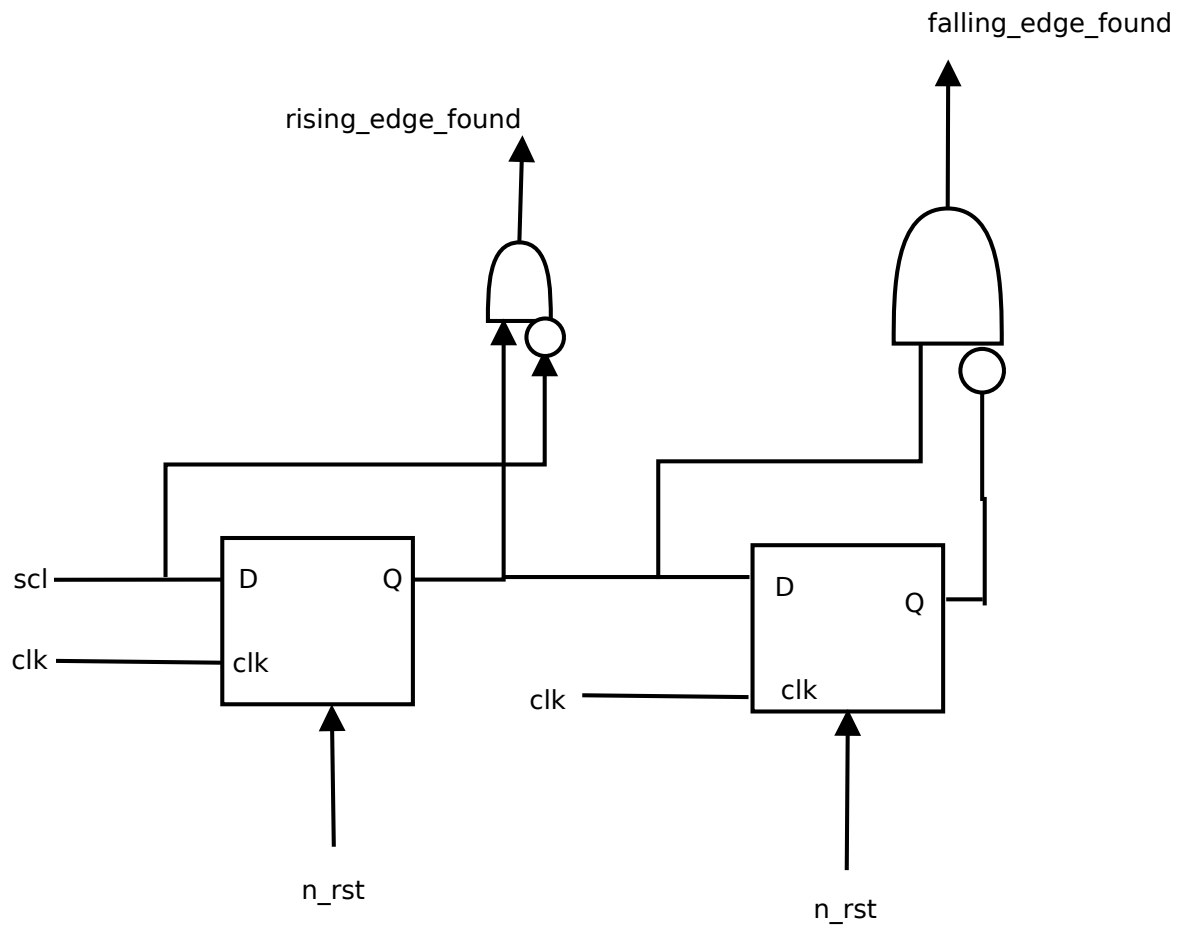 falling_edge_found
rising_edge_found
scl
D
Q
D
Q
clk
clk
clk
clk
n_rst
n_rst